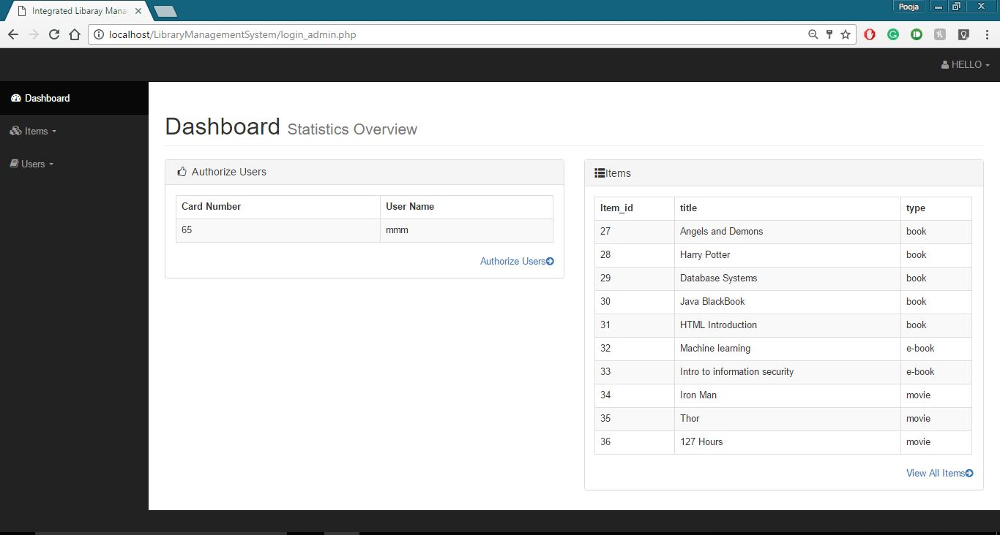 Integrated Libaray Mana
Pooja
localhost/LibraryManagementSystem/login_admin.php
HELLO
Dashboard
Items
Users
Dashboard Statistics Overview
Authorize Users
Card Number User Name
65 mmm
Authorize Users
Items
Item_id title type
27 Angels and Demons book
28 Harry Potter book
29 Database Systems book
30 Java BlackBook book
31 HTML Introduction book
32 Machine learning e-book
33 Intro to information security e-book
34 Iron Man movie
35 Thor movie
36 127 Hours movie
View All Items